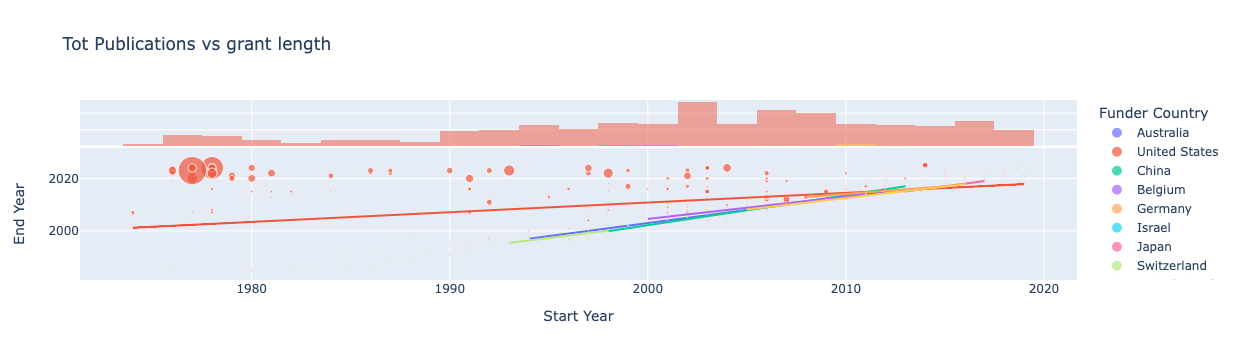 Tot Publications vs grant length
Funder Country
Australia
United States
China
Belgium
Germany
Israel
Japan
Switzerland
End Year
2020
2000
1980
1990
2000
2010
2020
Start Year